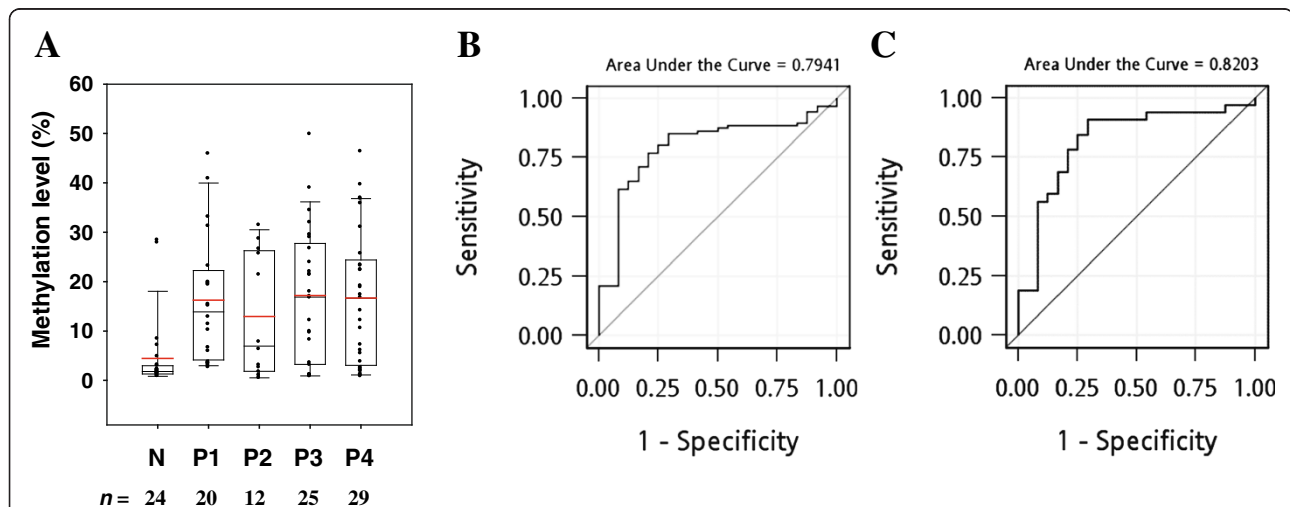 A
Methylation level (%)
60
50
40
30
20
10
0
N P1 P2 P3 P4
n = 24 20 12 25 29
B
Area Under the Curve = 0.7941
Sensitivity
1.00
0.75
0.50
0.25
0.00
0.00 0.25 0.50 0.75 1.00
1 - Specificity
C
Area Under the Curve = 0.8203
Sensitivity
1.00
0.75
0.50
0.25
0.00
0.00 0.25 0.50 0.75 1.00
1 - Specificity